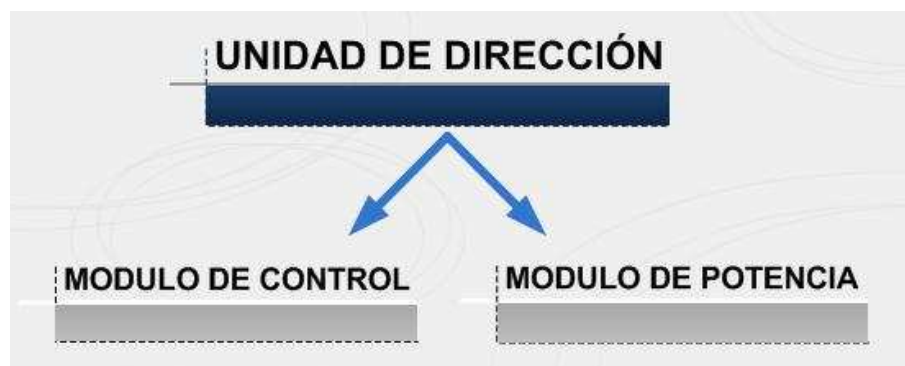 UNIDAD DE DIRECCIÓN
MODULO DE CONTROL
MODULO DE POTENCIA